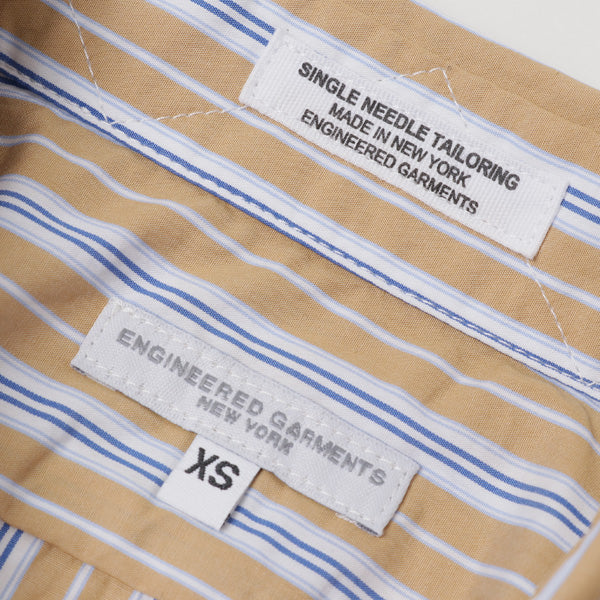 SINGLE NEEDLE TAILORING
MADE IN NEW YORK
ENGINEERED GARMENTS
ENGINEERED GARMENTS
NEW YORK
XS